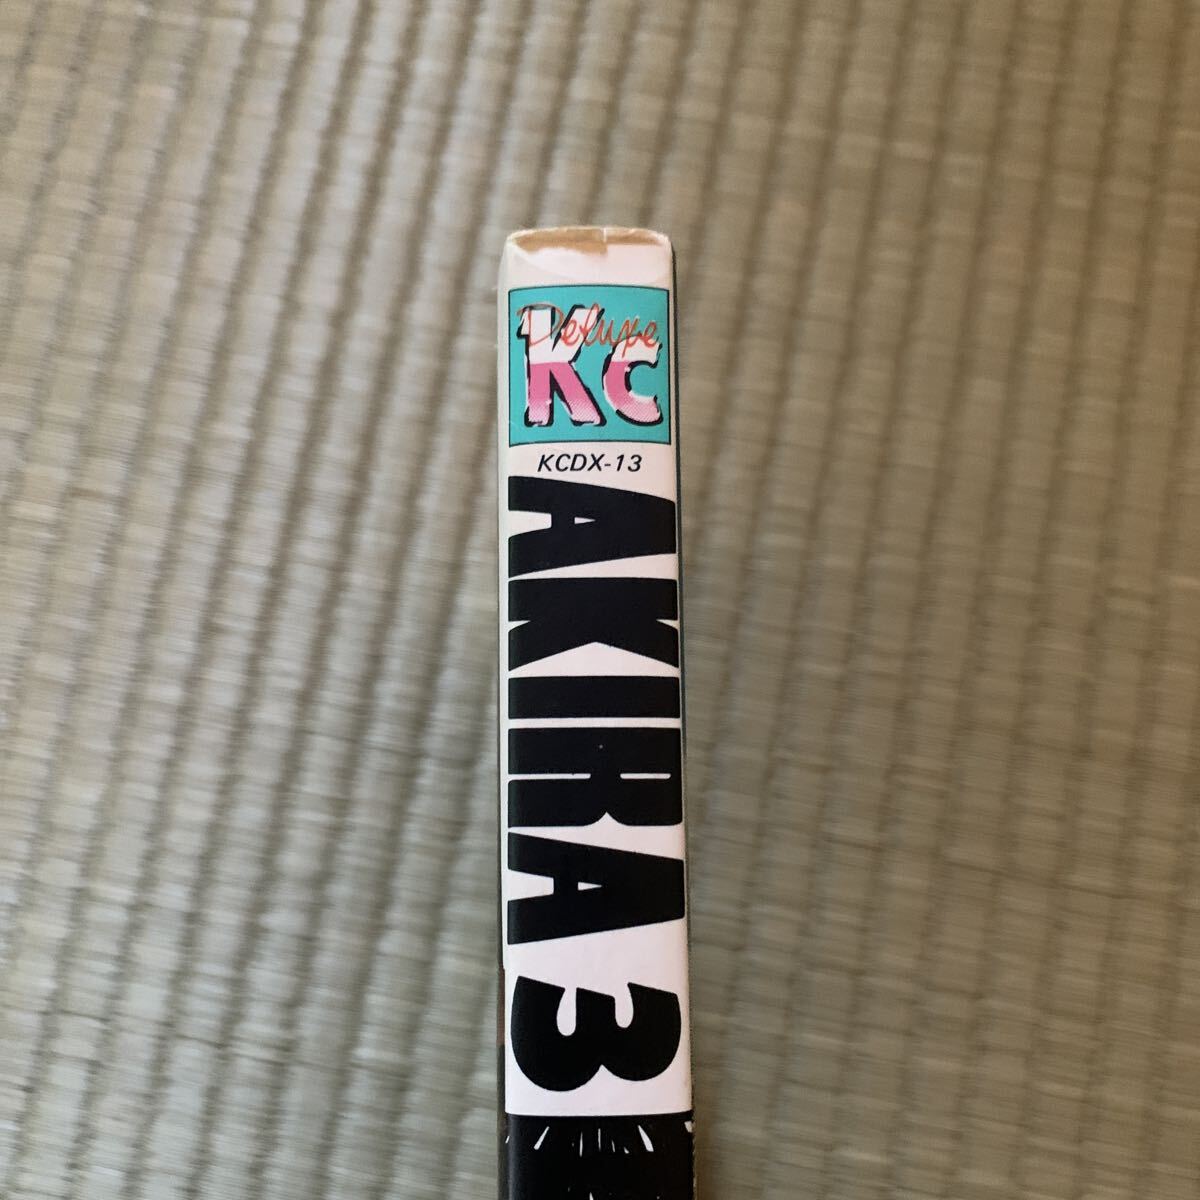 Deluxe
KC
KCDX-13
AKIRA 3